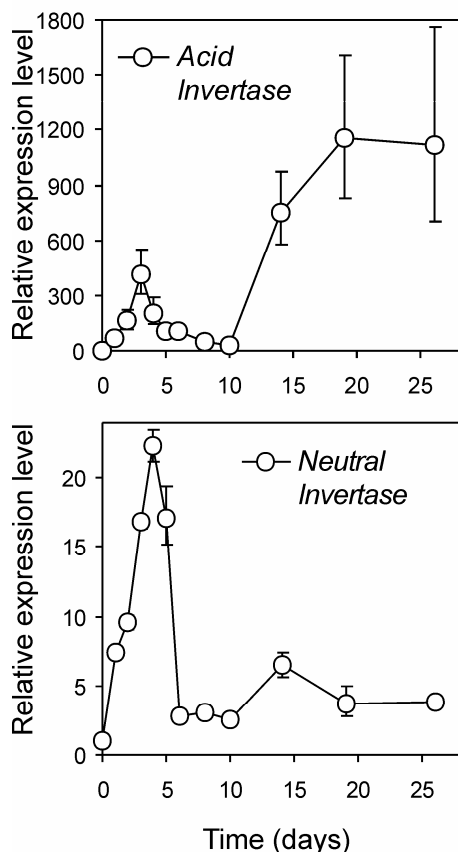 Relative expression level
1800
1500
1200
900
600
300
0
Acid
Invertase
0 5 10 15 20 25
Relative expression level
20
15
10
5
0
Neutral
Invertase
0 5 10 15 20 25
Time (days)